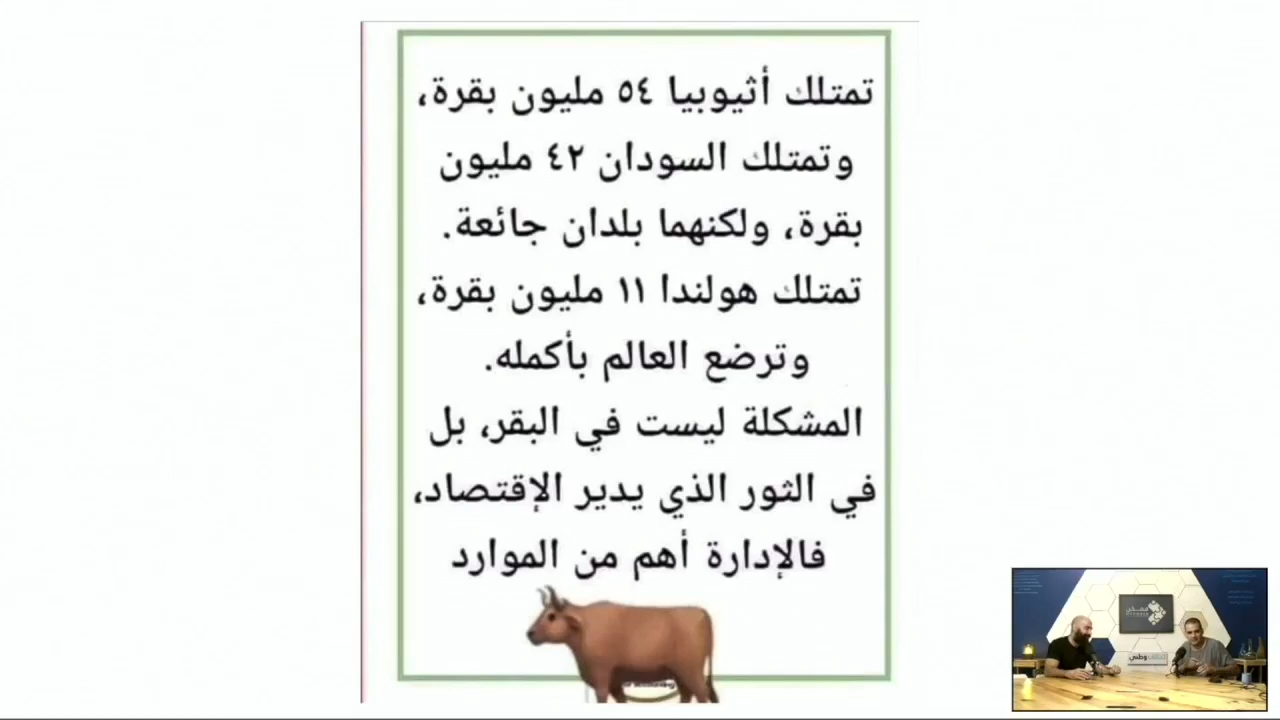 تمتلك أثيوبيا ٥٤ مليون بقرة،
وتمتلك السودان ٤٢ مليون
بقرة، ولكنهما بلدان جائعة.
تمتلك هولندا ١١ مليون بقرة،
وترضع العالم بأكمله.
المشكلة ليست في البقر، بل
في الثور الذي يدير الإقتصاد،
فالإدارة أهم من الموارد